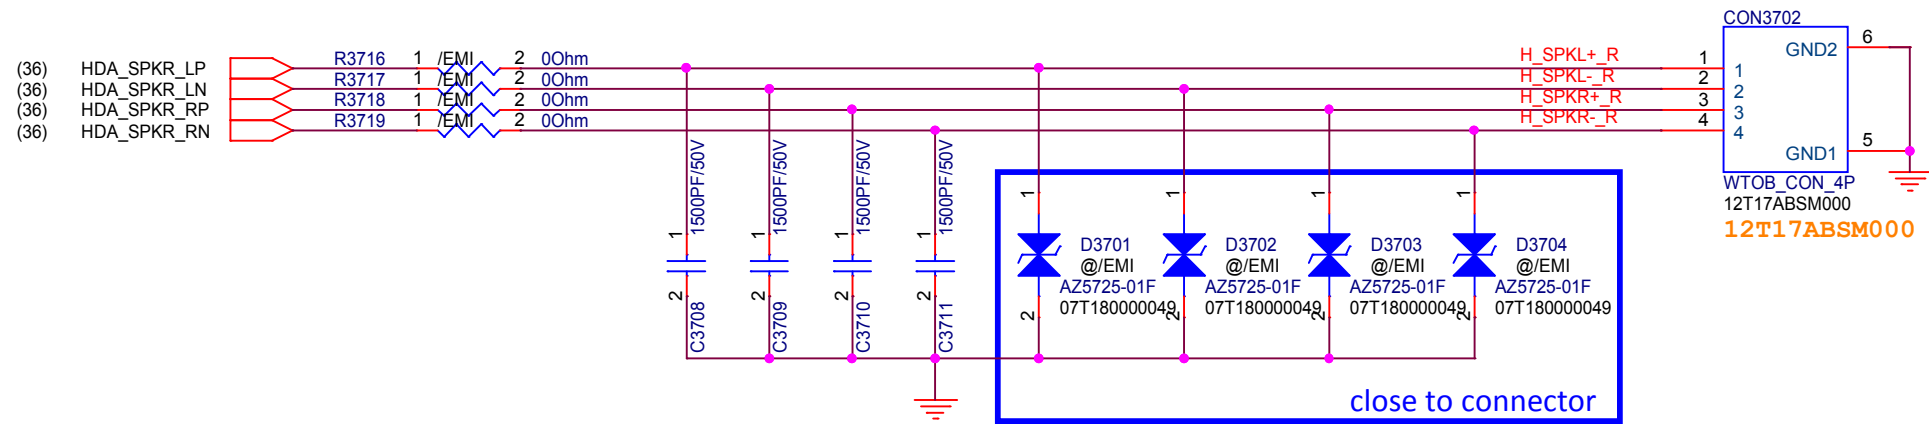 CON3702
(36) HDA_SPKR_LP R3716 1 /EMI 2 0Ohm H_SPKL+_R 1 1 GND2 6
(36) HDA_SPKR_LN R3717 1 /EMI 2 0Ohm H_SPKL-_R 2 2
(36) HDA_SPKR_RP R3718 1 /EMI 2 0Ohm H_SPKR+_R 3 3
(36) HDA_SPKR_RN R3719 1 /EMI 2 0Ohm H_SPKR-_R 4 4
GND1 5
WTOB_CON_4P
12T17ABSM000
12T17ABSM000
1 1500PF/50V 2 C3708
1 1500PF/50V 2 C3709
1 1500PF/50V 2 C3710
1 1500PF/50V 2 C3711
1 1 1 1
D3701 D3702 D3703 D3704
@/EMI @/EMI @/EMI @/EMI
AZ5725-01F AZ5725-01F AZ5725-01F AZ5725-01F
2 07T180000049 2 07T180000049 2 07T180000049 2 07T180000049
close to connector